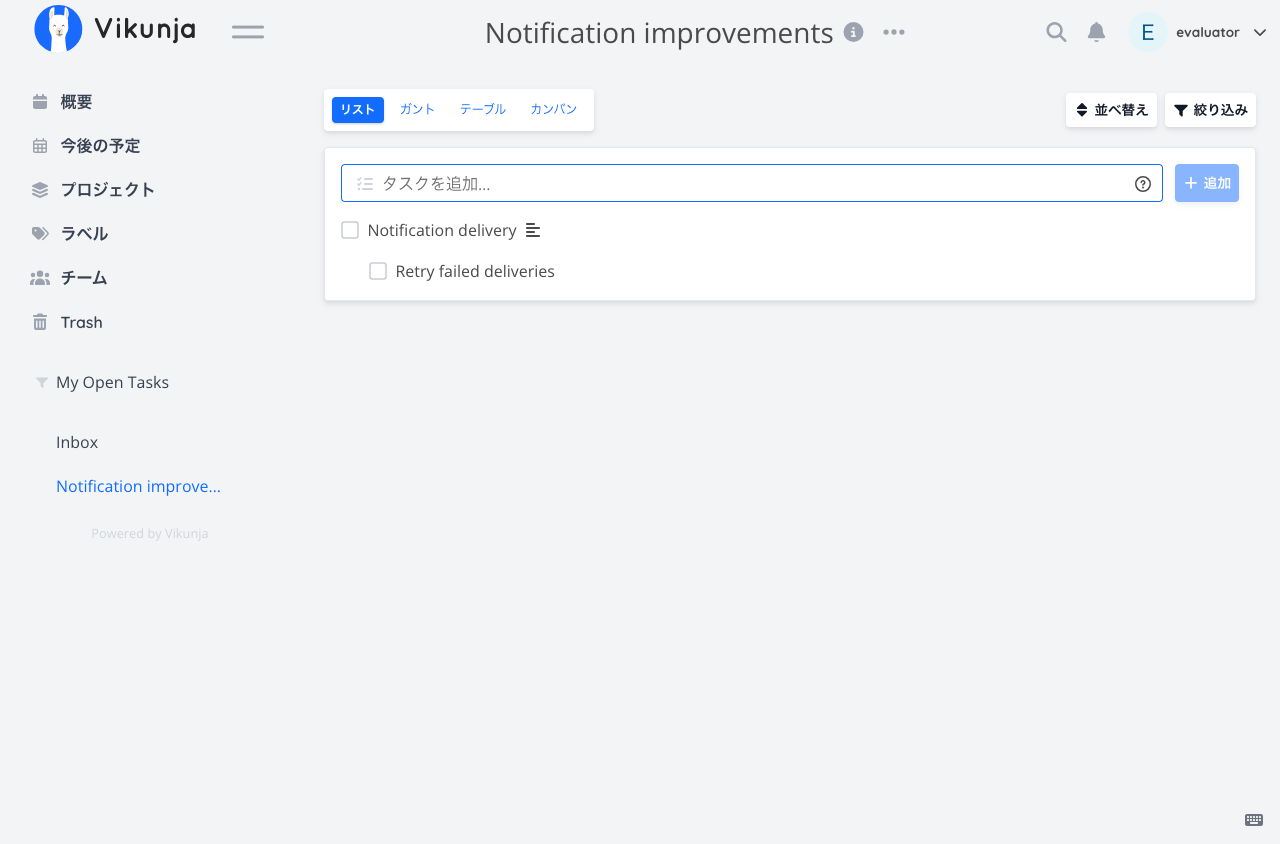 Vikunja
Notification improvements
E evaluator
概要
今後の予定
プロジェクト
ラベル
チーム
Trash
My Open Tasks
Inbox
Notification improve...
Powered by Vikunja
リスト ガント テーブル カンバン
並べ替え 絞り込み
タスクを追加...
追加
Notification delivery
Retry failed deliveries